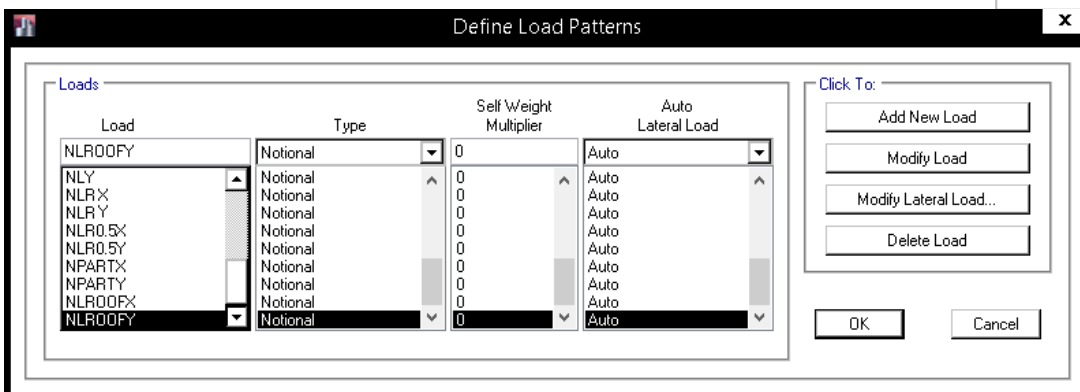 Define Load Patterns
x
Loads
Click To:
Load Type Self Weight Multiplier Auto Lateral Load
NLROOFY Notional 0 Auto
NLY Notional 0 Auto
NLRX Notional 0 Auto
NLRY Notional 0 Auto
NLR0.5X Notional 0 Auto
NLR0.5Y Notional 0 Auto
NPARTX Notional 0 Auto
NPARTY Notional 0 Auto
NLROOFX Notional 0 Auto
NLROOFY Notional 0 Auto
Add New Load
Modify Load
Modify Lateral Load...
Delete Load
OK Cancel